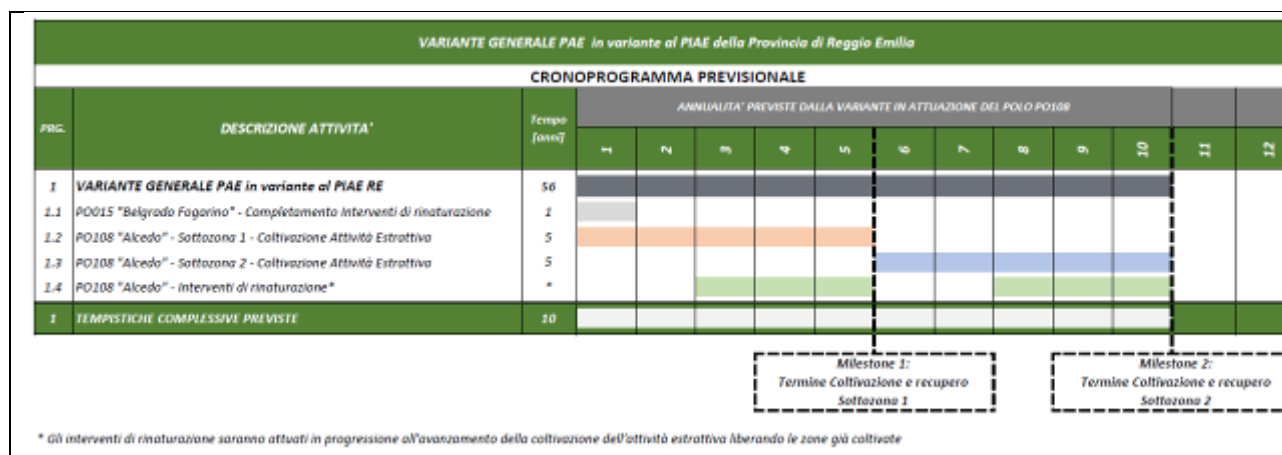 VARIANTE GENERALE PAE in variante al PIAE della Provincia di Reggio Emilia
CRONOPROGRAMMA PREVISIONALE
PRG.
DESCRIZIONE ATTIVITA'
Tempo
[anni]
ANNUALITA' PREVISTE DALLA VARIANTE IN ATTUAZIONE DEL POLO PO108
1 2 3 4 5 6 7 8 9 10 11 12
1 VARIANTE GENERALE PAE in variante al PIAE RE 56
1.1 PO015 "Belgrado Fogarino" - Completamento Interventi di rinaturazione 1
1.2 PO108 "Alcedo" - Sottozona 1 - Coltivazione Attività Estrattiva 5
1.3 PO108 "Alcedo" - Sottozona 2 - Coltivazione Attività Estrattiva 5
1.4 PO108 "Alcedo" - Interventi di rinaturazione* *
1 TEMPISTICHE COMPLESSIVE PREVISTE 10
Milestone 1:
Termine Coltivazione e recupero
Sottozona 1
Milestone 2:
Termine Coltivazione e recupero
Sottozona 2
* Gli interventi di rinaturazione saranno attuati in progressione all'avanzamento della coltivazione dell'attività estrattiva liberando le zone già coltivate